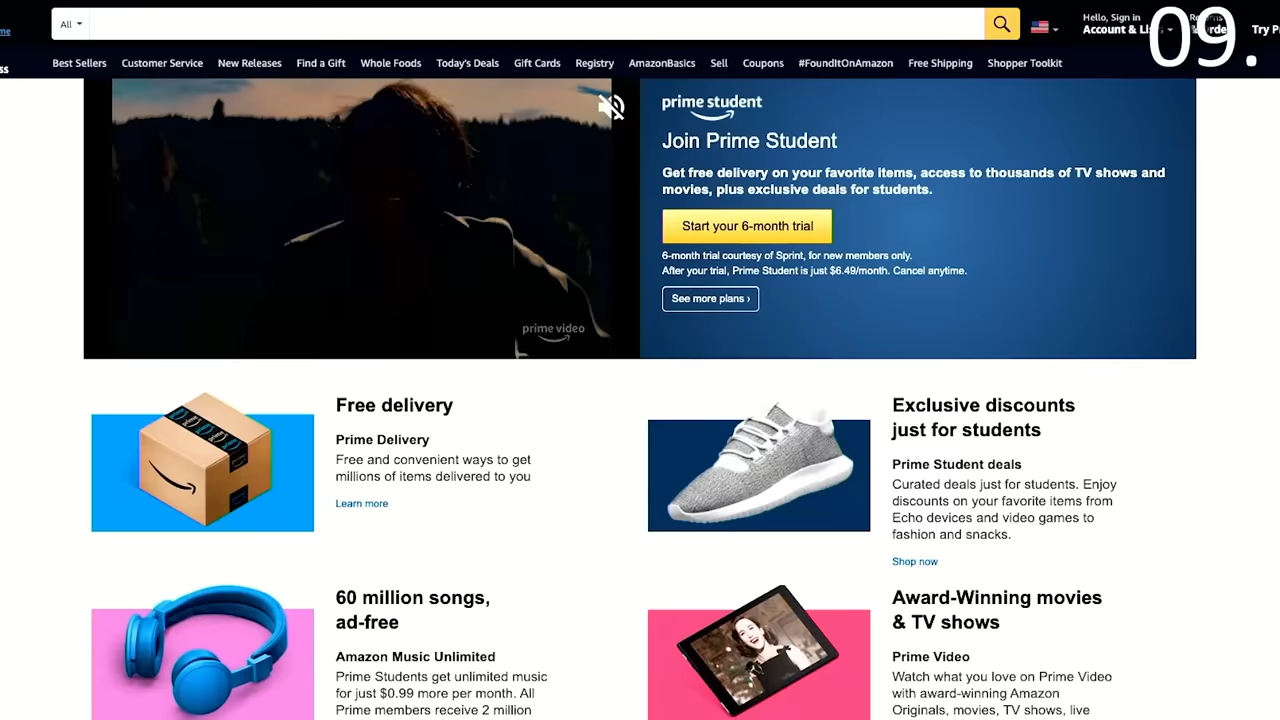 me
ss
All
Hello, Sign in
Account & Lis
Try P
09.
Best Sellers Customer Service New Releases Find a Gift Whole Foods Today's Deals Gift Cards Registry AmazonBasics Sell Coupons #FoundItOnAmazon Free Shipping Shopper Toolkit
prime video
prime student
Join Prime Student
Get free delivery on your favorite items, access to thousands of TV shows and
movies, plus exclusive deals for students.
Start your 6-month trial
6-month trial courtesy of Sprint, for new members only.
After your trial, Prime Student is just $6.49/month. Cancel anytime.
See more plans ›
Free delivery
Prime Delivery
Free and convenient ways to get
millions of items delivered to you
Learn more
Exclusive discounts
just for students
Prime Student deals
Curated deals just for students. Enjoy
discounts on your favorite items from
Echo devices and video games to
fashion and snacks.
Shop now
60 million songs,
ad-free
Amazon Music Unlimited
Prime Students get unlimited music
for just $0.99 more per month. All
Prime members receive 2 million
Award-Winning movies
& TV shows
Prime Video
Watch what you love on Prime Video
with award-winning Amazon
Originals, movies, TV shows, live